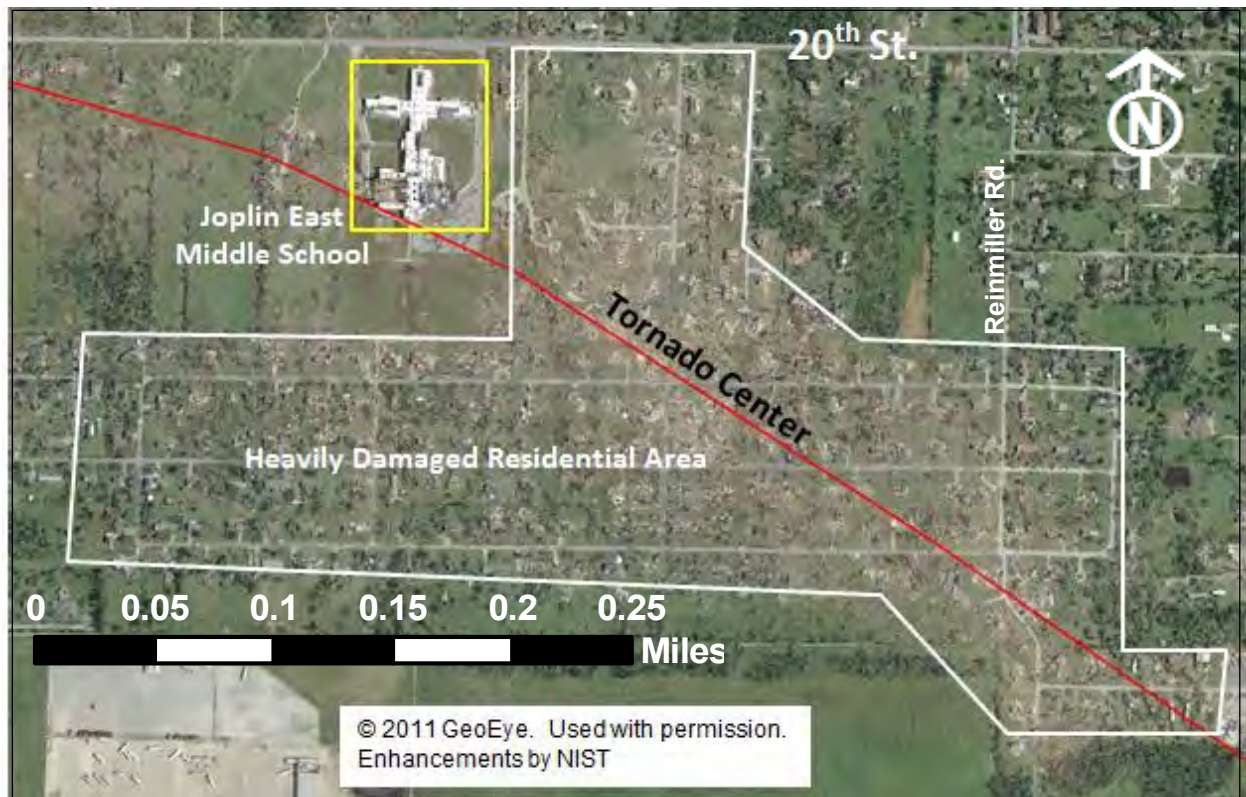 20th St.
N
Reinmiller Rd.
Joplin East
Middle School
Tornado Center
Heavily Damaged Residential Area
0 0.05 0.1 0.15 0.2 0.25
Miles
© 2011 GeoEye. Used with permission.
Enhancements by NIST